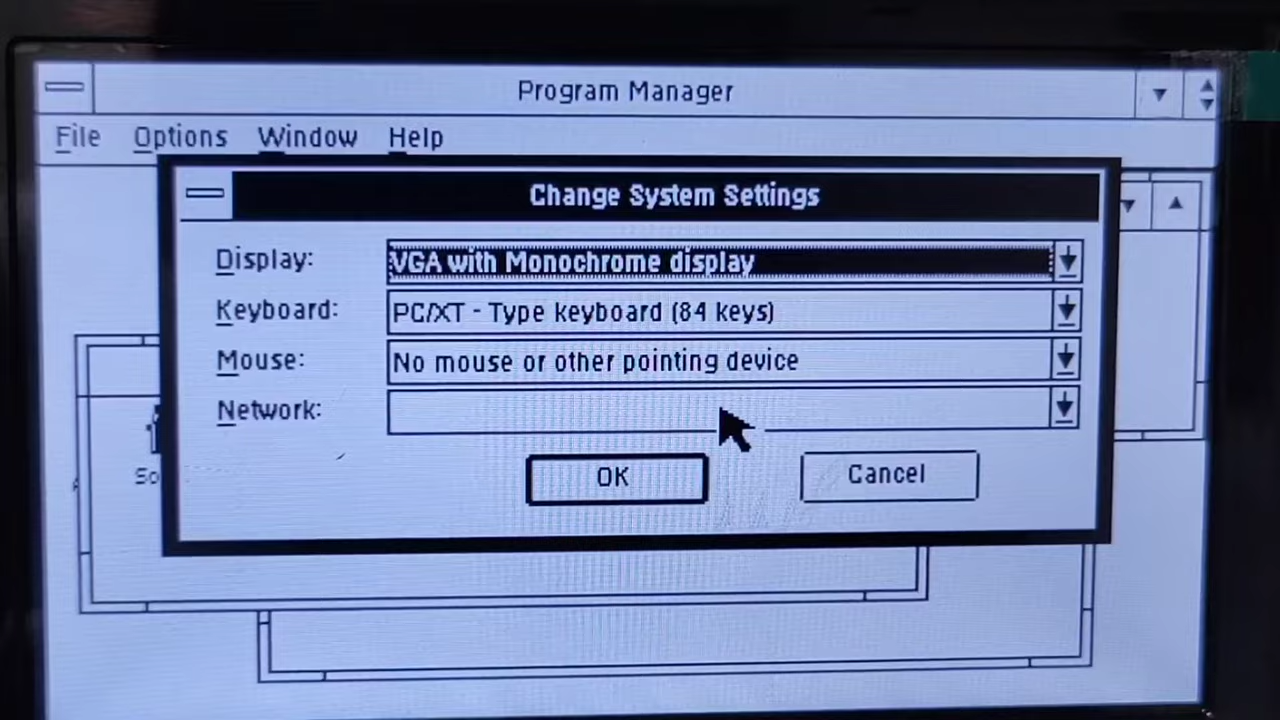 Program Manager
File Options Window Help
Change System Settings
Display: VGA with Monochrome display
Keyboard: PC/XT - Type keyboard (84 keys)
Mouse: No mouse or other pointing device
Network:
So
OK Cancel